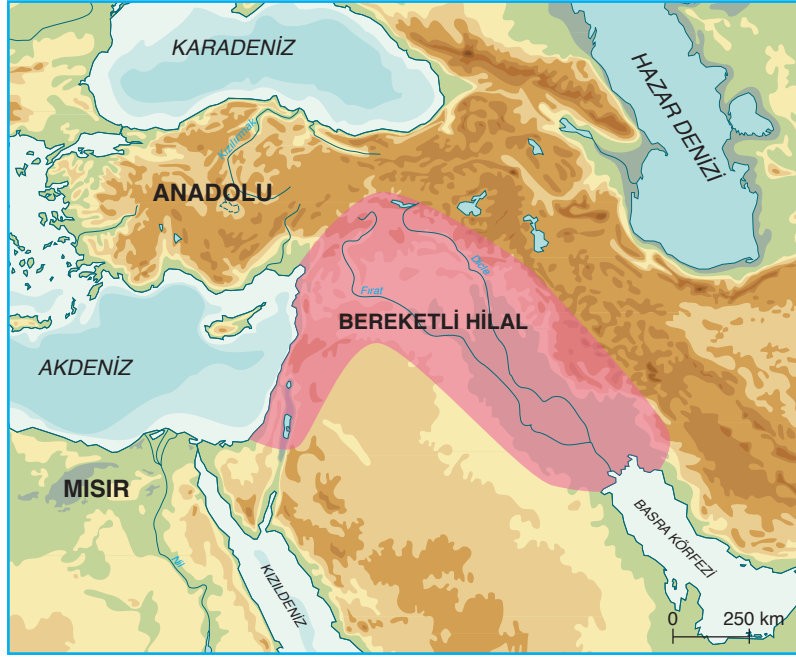 KARADENİZ
HAZAR DENİZİ
Kızılırmak
ANADOLU
Dicle
Fırat
BEREKETLİ HİLAL
AKDENİZ
MISIR
Nil
KIZILDENİZ
BASRA KÖRFEZİ
0 250 km